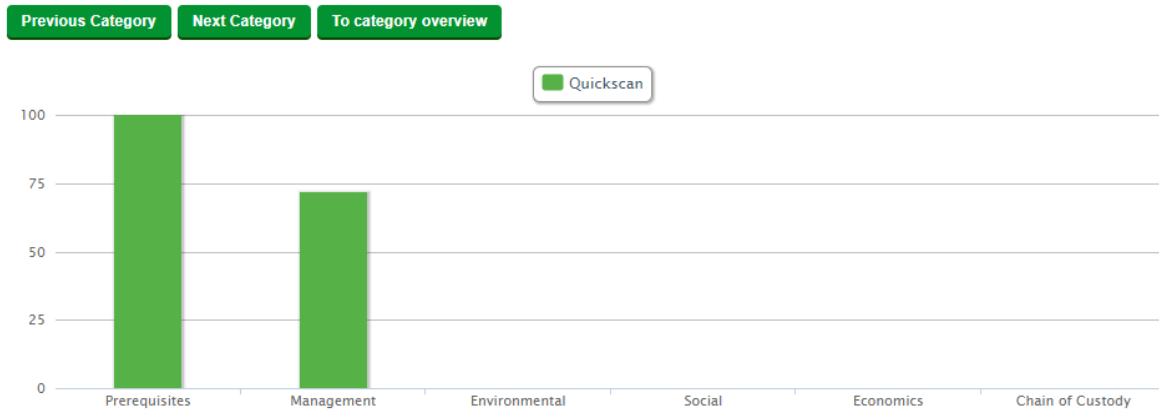 Previous Category Next Category To category overview
Quickscan
100
75
50
25
0
Prerequisites Management Environmental Social Economics Chain of Custody